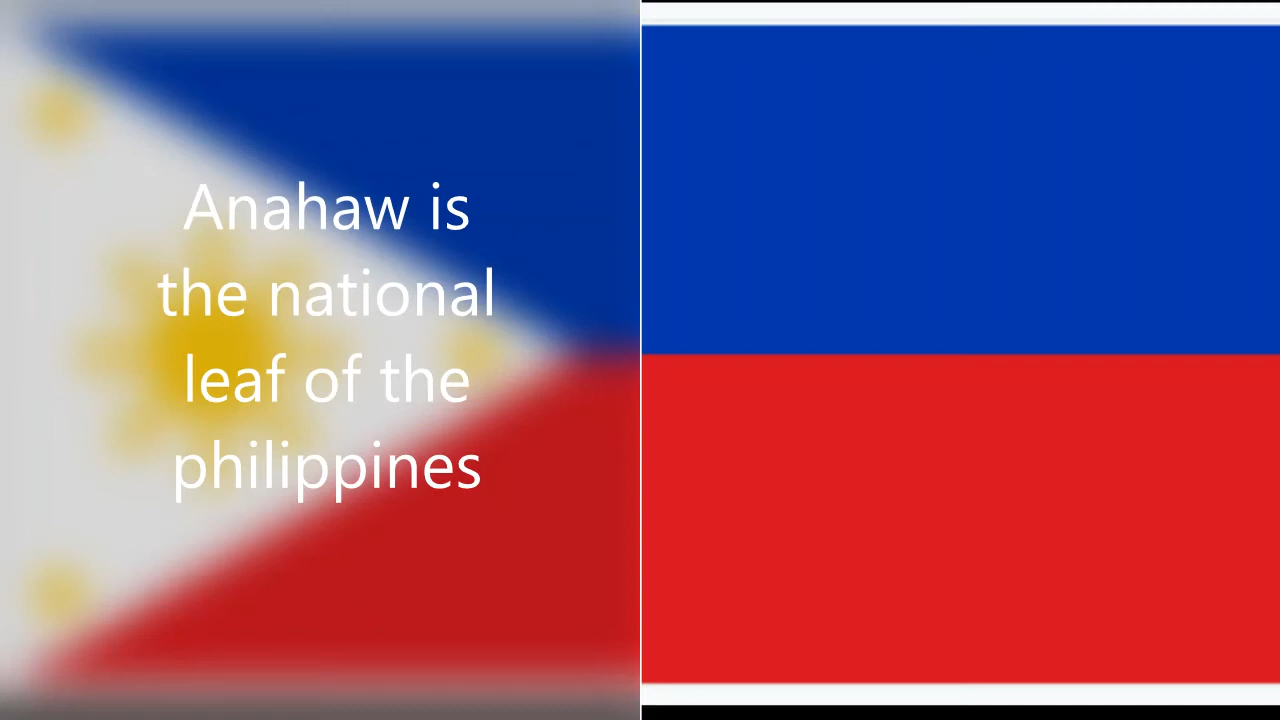 Anahaw is
the national
leaf of the
philippines